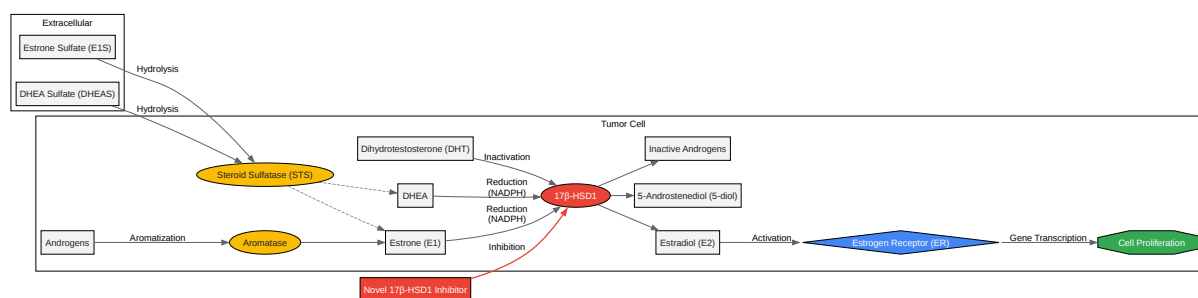 Extracellular
Estrone Sulfate (E1S)
Hydrolysis
DHEA Sulfate (DHEAS)
Hydrolysis
Tumor Cell
Dihydrotestosterone (DHT)
Inactivation
Inactive Androgens
Steroid Sulfatase (STS)
DHEA
Reduction
(NADPH)
17β-HSD1
5-Androstenediol (5-diol)
Reduction
(NADPH)
Androgens
Aromatization
Aromatase
Estrone (E1)
Inhibition
Estradiol (E2)
Activation
Estrogen Receptor (ER)
Gene Transcription
Cell Proliferation
Novel 17β-HSD1 Inhibitor